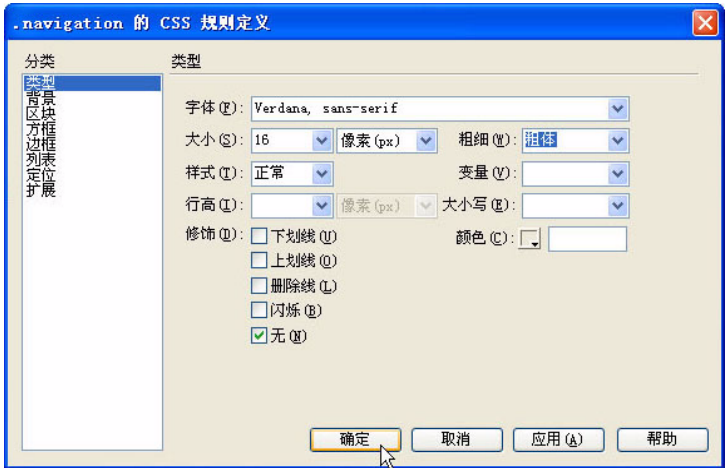 .navigation 的 CSS 规则定义
分类
类型
背景
区块
方框
边框
列表
定位
扩展
类型
字体(F): Verdana, sans-serif
大小(S): 16 像素(px) 粗细(W): 粗体
样式(T): 正常 变量(V):
行高(I): 像素(px) 大小写(E):
修饰(D): 下划线(U) 颜色(C):
上划线(O)
删除线(L)
闪烁(B)
无(N)
确定 取消 应用(A) 帮助